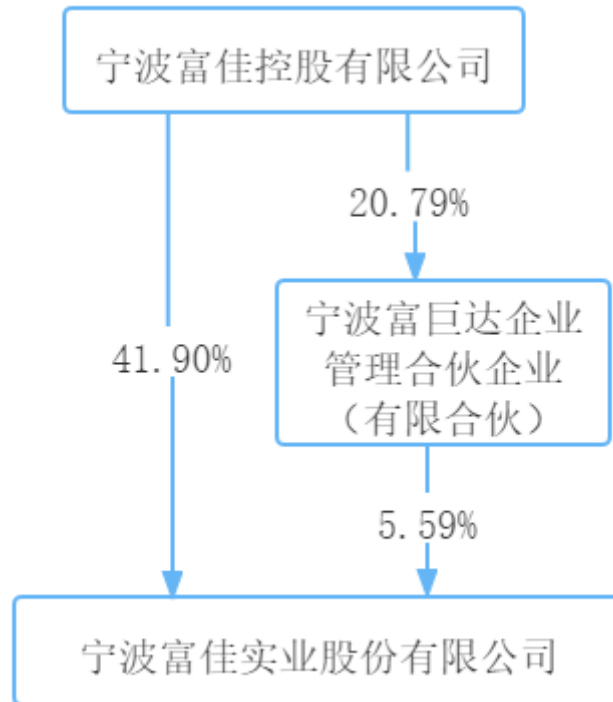 宁波富佳控股有限公司
20.79%
宁波富巨达企业
管理合伙企业
（有限合伙）
41.90%
5.59%
宁波富佳实业股份有限公司